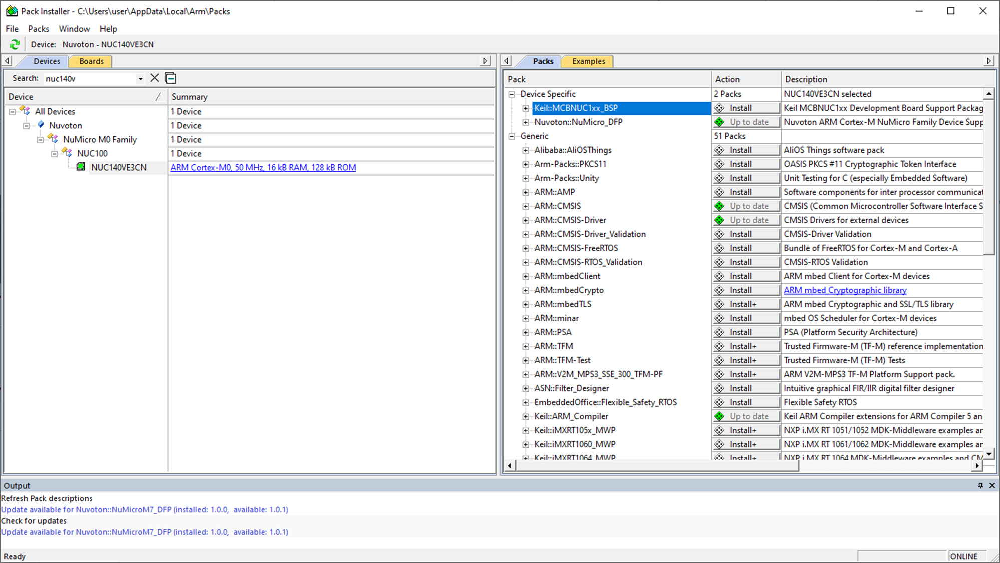 Pack Installer - C:\Users\user\AppData\Local\Arm\Packs
File Packs Window Help
Device: Nuvoton - NUC140VE3CN
Devices Boards
Search: nuc140v
Device Summary
All Devices 1 Device
Nuvoton 1 Device
NuMicro M0 Family 1 Device
NUC100 1 Device
NUC140VE3CN ARM Cortex-M0, 50 MHz, 16 kB RAM, 128 kB ROM
Packs Examples
Pack Action Description
Device Specific 2 Packs NUC140VE3CN selected
Keil::MCBNUC1xx_BSP Install Keil MCBNUC1xx Development Board Support Packag
Nuvoton::NuMicro_DFP Up to date Nuvoton ARM Cortex-M NuMicro Family Device Supp
Generic 51 Packs
Alibaba::AliOSThings Install AliOS Things software pack
Arm-Packs::PKCS11 Install OASIS PKCS #11 Cryptographic Token Interface
Arm-Packs::Unity Install Unit Testing for C (especially Embedded Software)
ARM::AMP Install Software components for inter processor communicat
ARM::CMSIS Up to date CMSIS (Common Microcontroller Software Interface S
ARM::CMSIS-Driver Up to date CMSIS Drivers for external devices
ARM::CMSIS-Driver_Validation Install CMSIS-Driver Validation
ARM::CMSIS-FreeRTOS Install Bundle of FreeRTOS for Cortex-M and Cortex-A
ARM::CMSIS-RTOS_Validation Install CMSIS-RTOS Validation
ARM::mbedClient Install ARM mbed Client for Cortex-M devices
ARM::mbedCrypto Install ARM mbed Cryptographic library
ARM::mbedTLS Install+ ARM mbed Cryptographic and SSL/TLS library
ARM::minar Install mbed OS Scheduler for Cortex-M devices
ARM::PSA Install PSA (Platform Security Architecture)
ARM::TFM Install+ Trusted Firmware-M (TF-M) reference implementation
ARM::TFM-Test Install+ Trusted Firmware-M (TF-M) Tests
ARM::V2M_MPS3_SSE_300_TFM-PF Install+ ARM V2M-MPS3 TF-M Platform Support pack.
ASN::Filter_Designer Install Intuitive graphical FIR/IIR digital filter designer
EmbeddedOffice::Flexible_Safety_RTOS Install Flexible Safety RTOS
Keil::ARM_Compiler Up to date Keil ARM Compiler extensions for ARM Compiler 5 an
Keil::iMXRT105x_MWP Install+ NXP i.MX RT 1051/1052 MDK-Middleware examples ar
Keil::iMXRT1060_MWP Install+ NXP i.MX RT 1061/1062 MDK-Middleware examples ar
Keil::iMXRT1064_MWP Install+ NXP i.MX RT 1064 MDK-Middleware examples and CM
Output
Refresh Pack descriptions
Update available for Nuvoton::NuMicroM7_DFP (installed: 1.0.0, available: 1.0.1)
Check for updates
Update available for Nuvoton::NuMicroM7_DFP (installed: 1.0.0, available: 1.0.1)
Ready ONLINE